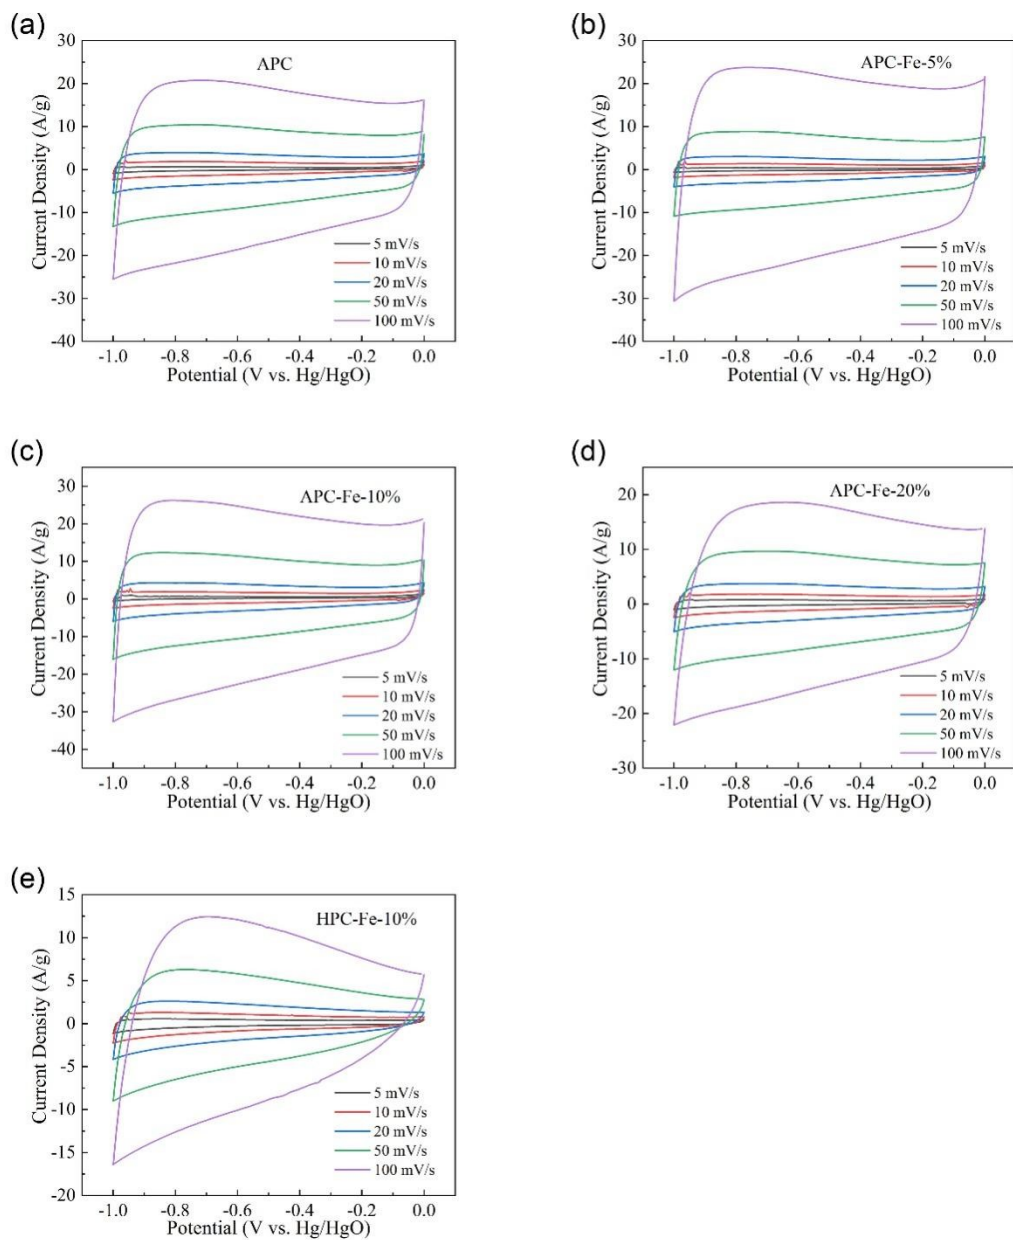 (a)
APC
30
20
10
0
-10
-20
-30
-40
Current Density (A/g)
5 mV/s
10 mV/s
20 mV/s
50 mV/s
100 mV/s
-1.0 -0.8 -0.6 -0.4 -0.2 0.0
Potential (V vs. Hg/HgO)
(b)
APC-Fe-5%
30
20
10
0
-10
-20
-30
-40
Current Density (A/g)
5 mV/s
10 mV/s
20 mV/s
50 mV/s
100 mV/s
-1.0 -0.8 -0.6 -0.4 -0.2 0.0
Potential (V vs. Hg/HgO)
(c)
APC-Fe-10%
30
20
10
0
-10
-20
-30
-40
Current Density (A/g)
5 mV/s
10 mV/s
20 mV/s
50 mV/s
100 mV/s
-1.0 -0.8 -0.6 -0.4 -0.2 0.0
Potential (V vs. Hg/HgO)
(d)
APC-Fe-20%
20
10
0
-10
-20
-30
Current Density (A/g)
5 mV/s
10 mV/s
20 mV/s
50 mV/s
100 mV/s
-1.0 -0.8 -0.6 -0.4 -0.2 0.0
Potential (V vs. Hg/HgO)
(e)
HPC-Fe-10%
15
10
5
0
-5
-10
-15
-20
Current Density (A/g)
5 mV/s
10 mV/s
20 mV/s
50 mV/s
100 mV/s
-1.0 -0.8 -0.6 -0.4 -0.2 0.0
Potential (V vs. Hg/HgO)